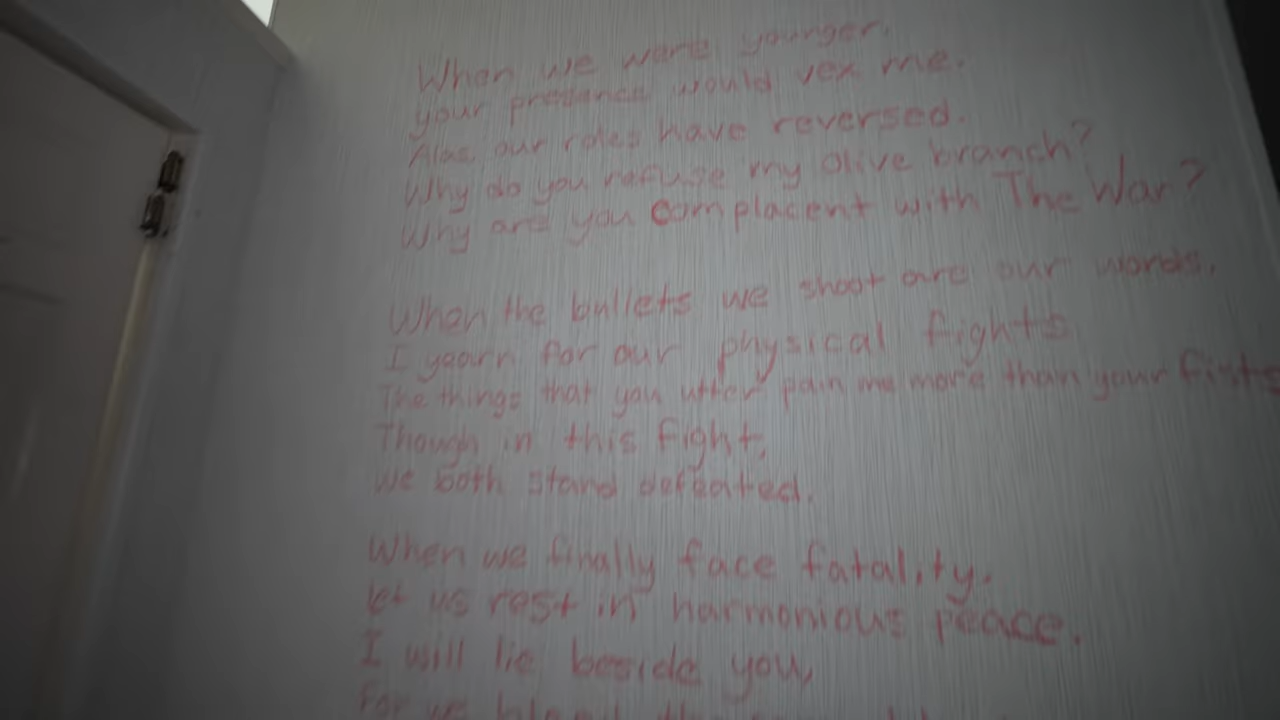 When we were younger,
your presence would vex me.
Alas our roles have reversed.
Why do you refuse my olive branch?
Why are you complacent with The War?
When the bullets we shoot are our words,
I yearn for our physical fights
The things that you utter pain me more than your fists
Though in this fight,
we both stand defeated.
When we finally face fatality,
let us rest in harmonious peace.
I will lie beside you,
For we